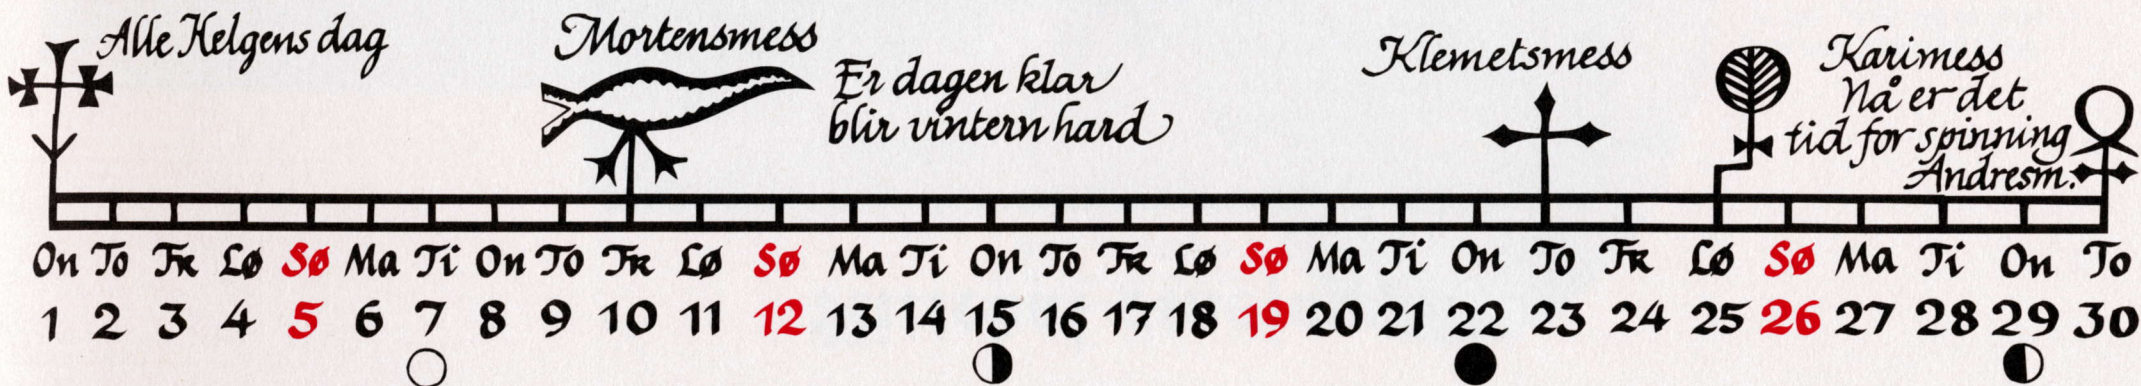 Alle Helgens dag
Mortensmess
Er dagen klar
blir vintern hard
Klemetsmess
Karimess
Nå er det
tid for spinning
Andresm.
On To Fr Lø Sø Ma Ti On To Fr Lø Sø Ma Ti On To Fr Lø Sø Ma Ti On To Fr Lø Sø Ma Ti On To
1 2 3 4 5 6 7 8 9 10 11 12 13 14 15 16 17 18 19 20 21 22 23 24 25 26 27 28 29 30